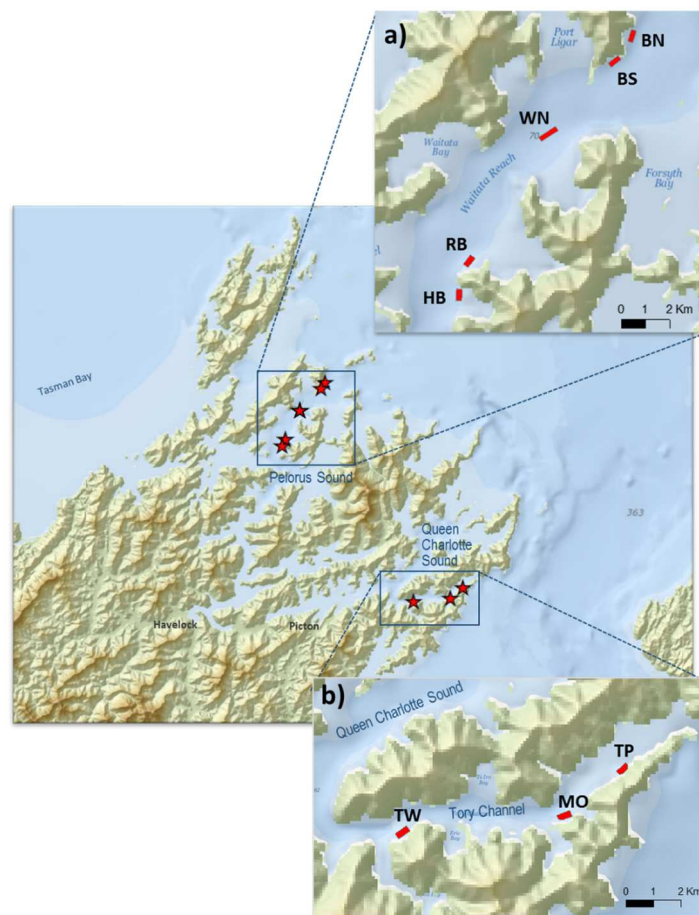 a)
Port
Ligar
BN
BS
WN
70
Waitata
Bay
Waitata Reach
Forsyth
Bay
RB
HB
0 1 2 Km
Tasman Bay
Pelorus Sound
363
Queen
Charlotte
Sound
Havelock
Picton
b)
Queen Charlotte Sound
TP
MO
TW
Tory Channel
0 1 2 Km